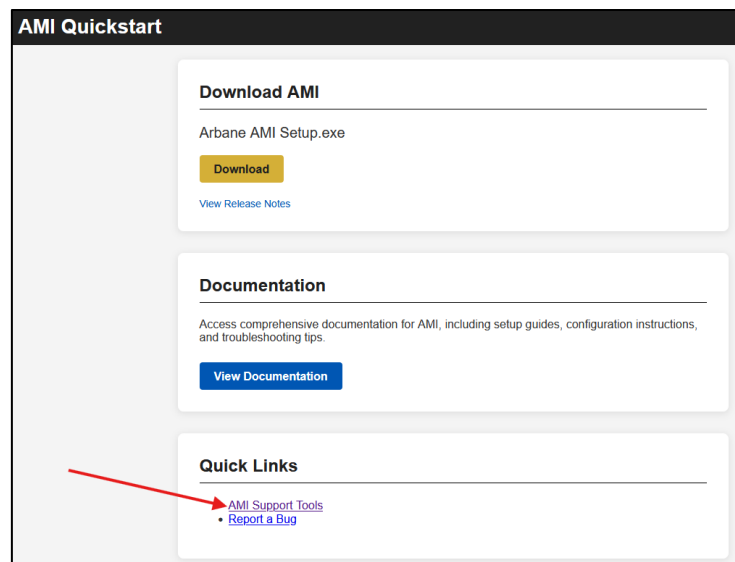 AMI Quickstart
Download AMI
Arbane AMI Setup.exe
Download
View Release Notes
Documentation
Access comprehensive documentation for AMI, including setup guides, configuration instructions,
and troubleshooting tips.
View Documentation
Quick Links
AMI Support Tools
• Report a Bug